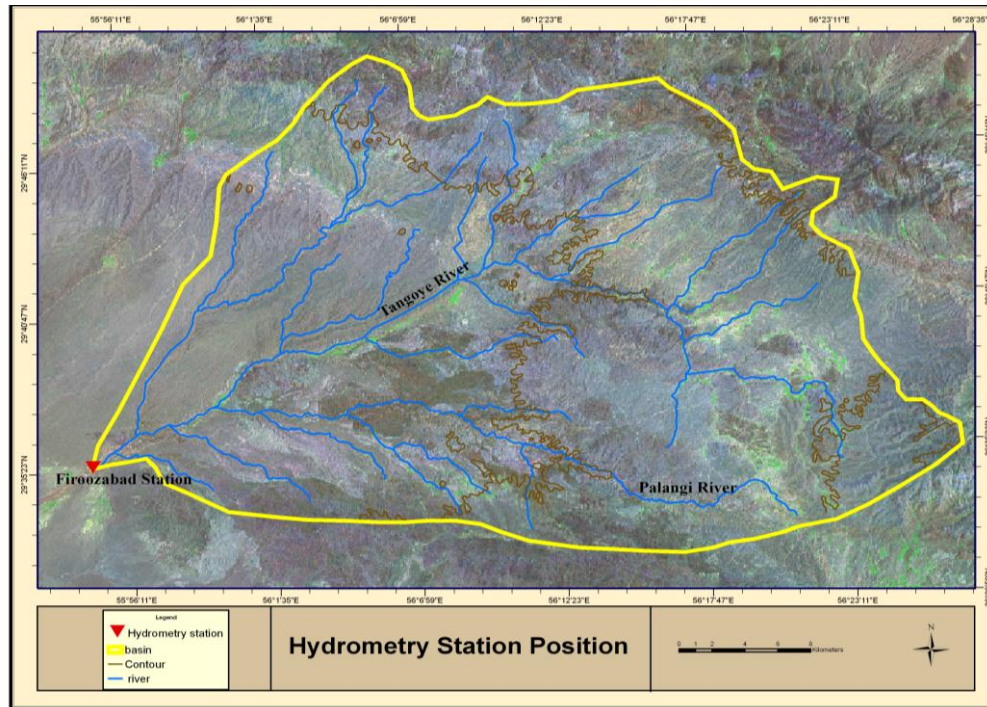 55°56'11"E 56°1'35"E 56°6'59"E 56°12'23"E 56°17'47"E 56°23'11"E 56°28'35"E
29°46'11"N
Tangoye River
29°40'47"N
29°35'23"N
Firoozabad Station
Palangi River
55°56'11"E 56°1'35"E 56°6'59"E 56°12'23"E 56°17'47"E 56°23'11"E
Legend
Hydrometry station
basin
Contour
river
Hydrometry Station Position
0 1 2 4 6 8
Kilometers
N